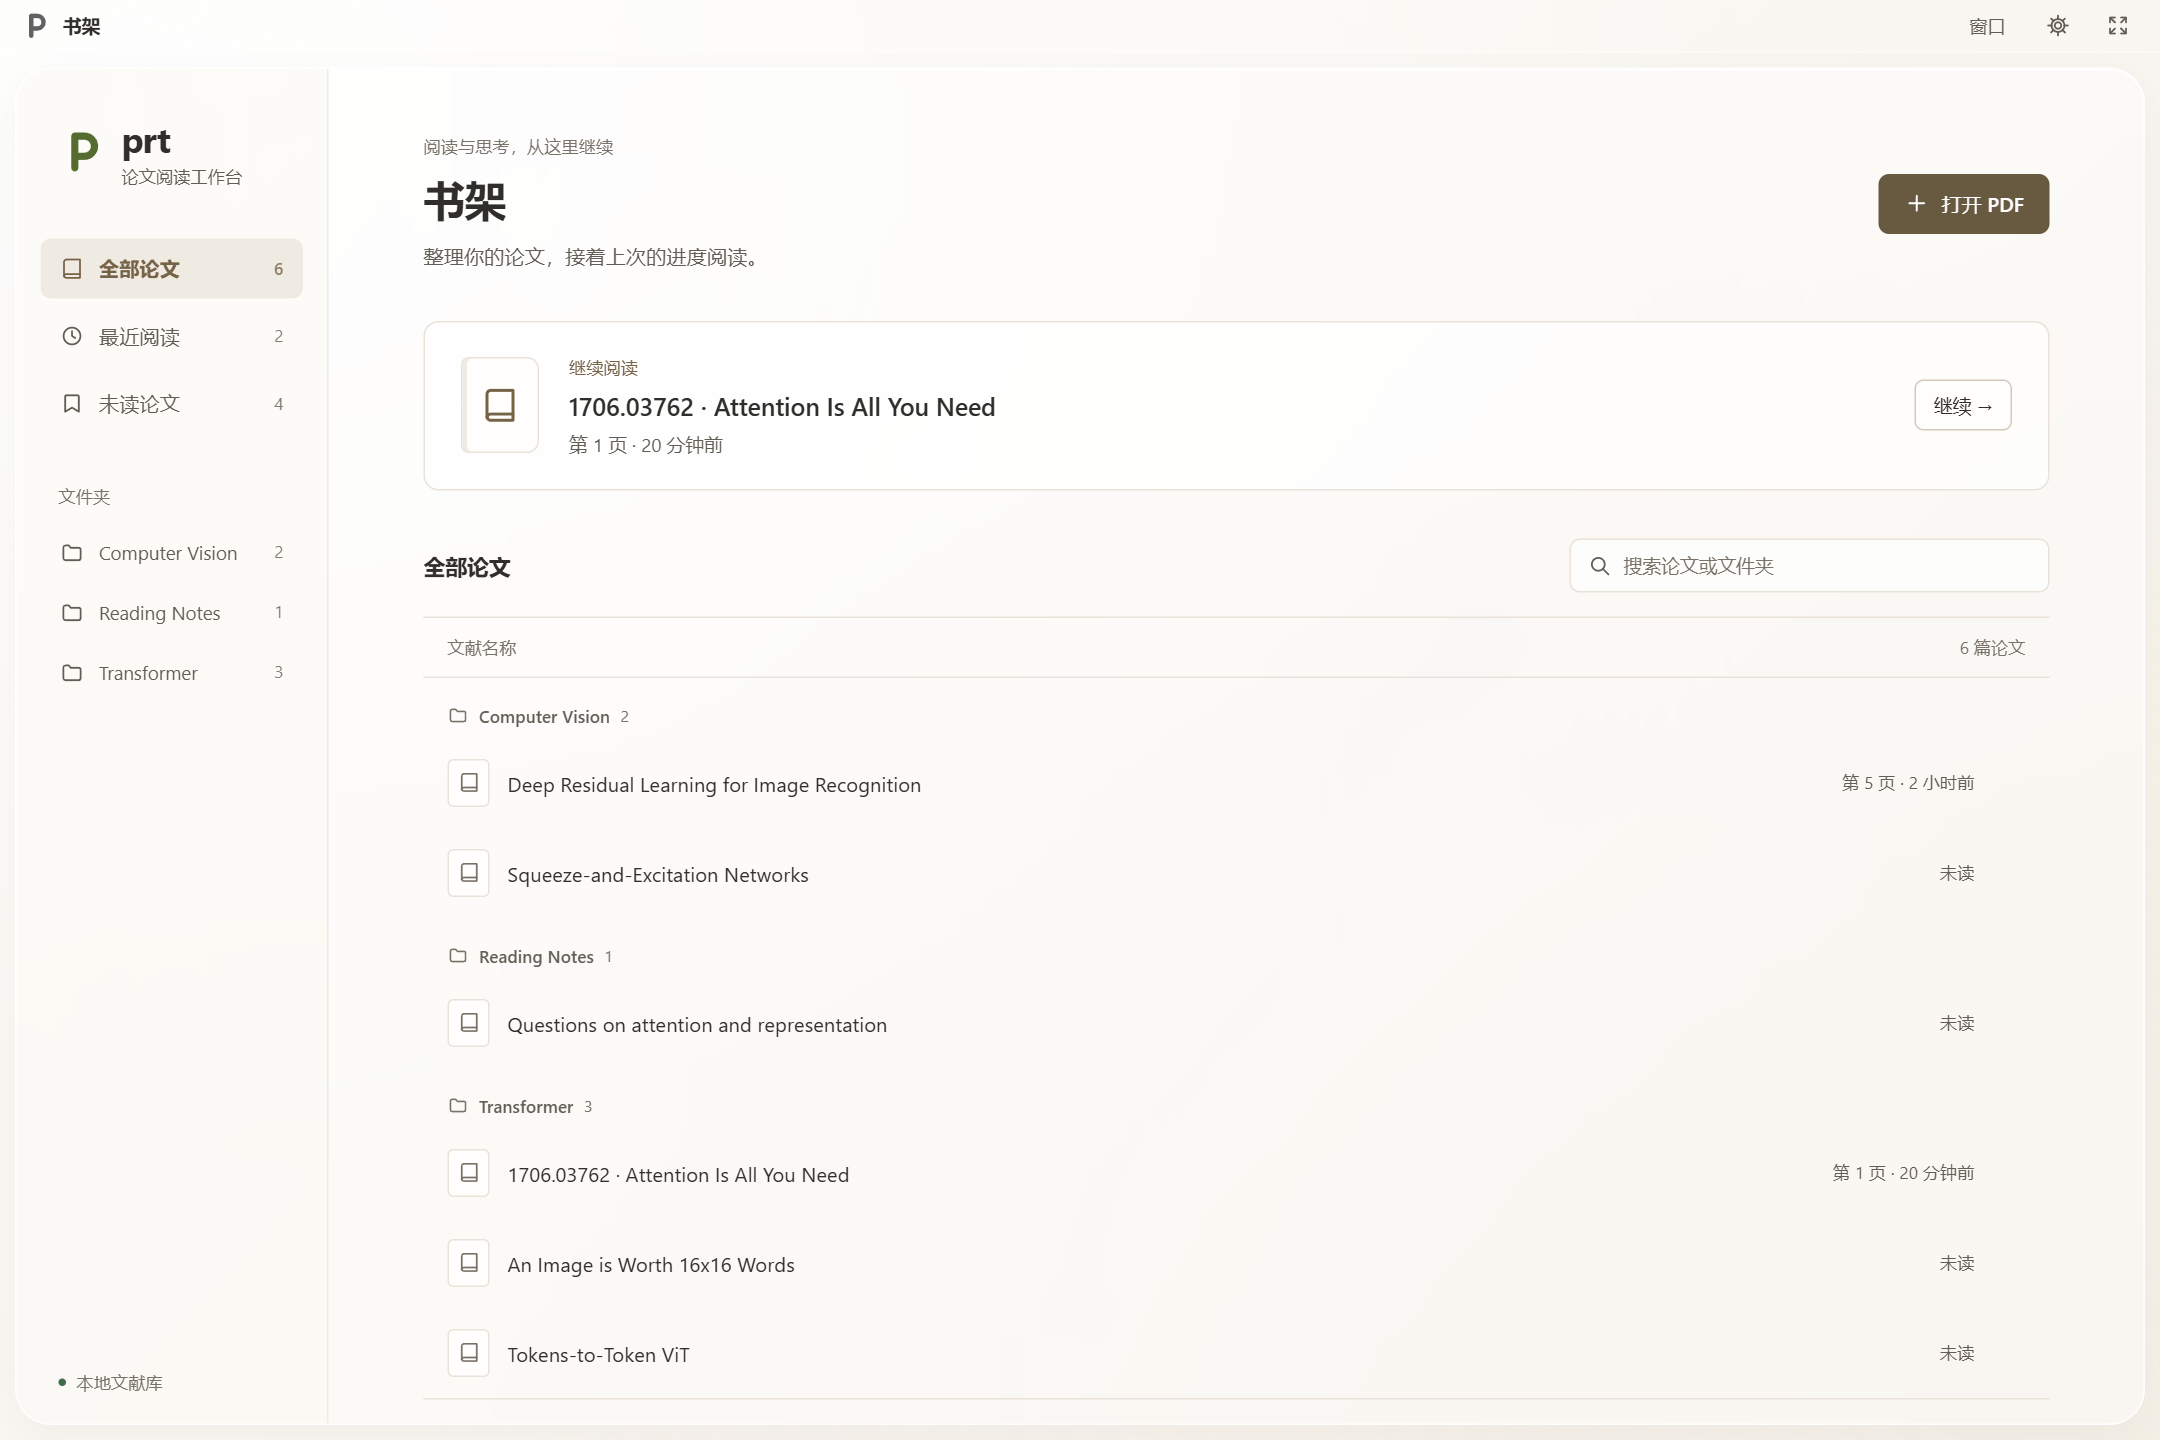 书架
窗口
prt
论文阅读工作台
全部论文 6
最近阅读 2
未读论文 4
文件夹
Computer Vision 2
Reading Notes 1
Transformer 3
本地文献库
阅读与思考，从这里继续
书架
整理你的论文，接着上次的进度阅读。
打开 PDF
继续阅读
1706.03762 · Attention Is All You Need
第 1 页 · 20 分钟前
继续 →
全部论文
搜索论文或文件夹
文献名称 6 篇论文
Computer Vision 2
Deep Residual Learning for Image Recognition 第 5 页 · 2 小时前
Squeeze-and-Excitation Networks 未读
Reading Notes 1
Questions on attention and representation 未读
Transformer 3
1706.03762 · Attention Is All You Need 第 1 页 · 20 分钟前
An Image is Worth 16x16 Words 未读
Tokens-to-Token ViT 未读